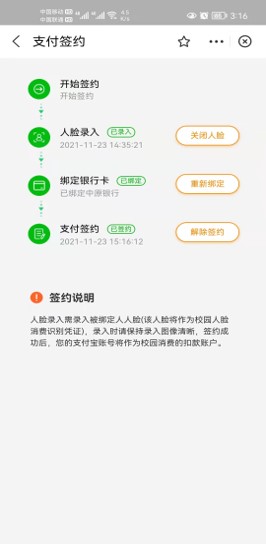 中国移动 HD 4G 4G 4.5 K/s 3:16
中国联通 HD
支付签约
开始签约
开始签约
人脸录入 已录入
2021-11-23 14:35:21
关闭人脸
绑定银行卡 已绑定
已绑定中原银行
重新绑定
支付签约 已签约
2021-11-23 15:16:12
解除签约
签约说明
人脸录入需录入被绑定人人脸(该人脸将作为校园人脸
消费识别凭证)，录入时请保持录入图像清晰，签约成
功后，您的支付宝账号将作为校园消费的扣款账户。